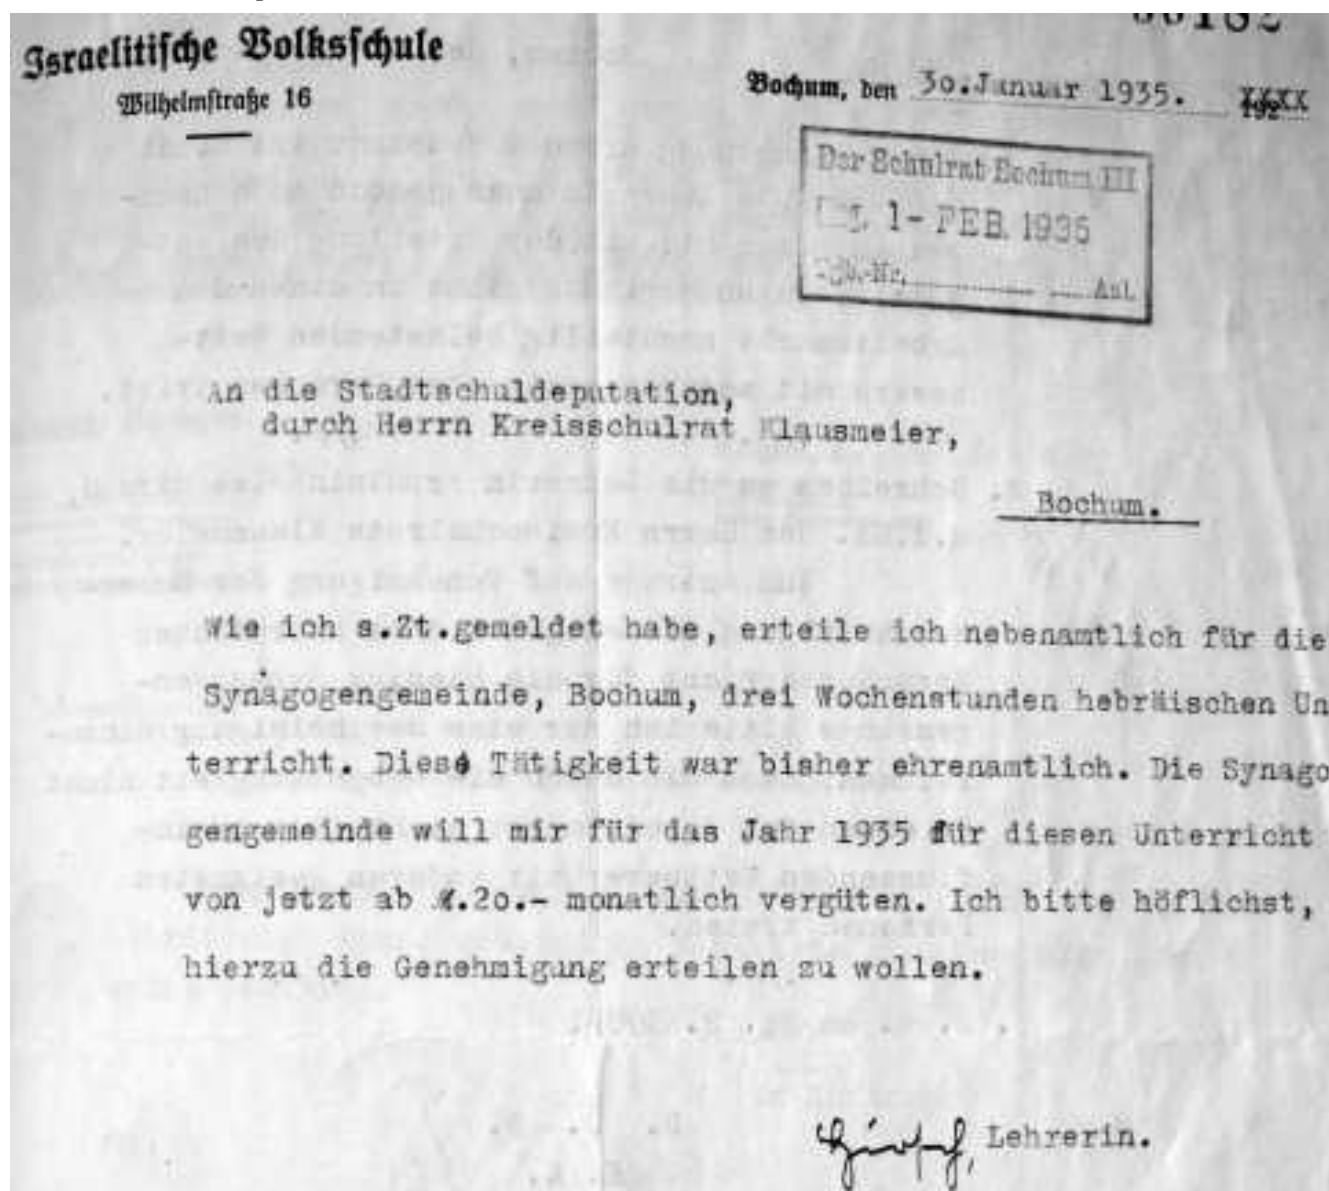 Israelitische Volksschule
Wilhelmstraße 16
Bochum, den 30.Januar 1935.
Der Schulrat Bochum III
1- FEB. 1935
Anl.
An die Stadtschuldeputation,
durch Herrn Kreisschulrat Klausmeier,
Bochum.
Wie ich s.Zt.gemeldet habe, erteile ich nebenamtlich für die
Synagogengemeinde, Bochum, drei Wochenstunden hebräischen Un
terricht. Diese Tätigkeit war bisher ehrenamtlich. Die Synago
gengemeinde will mir für das Jahr 1935 für diesen Unterricht
von jetzt ab ℳ.20.- monatlich vergüten. Ich bitte höflichst,
hierzu die Genehmigung erteilen zu wollen.
Lehrerin.